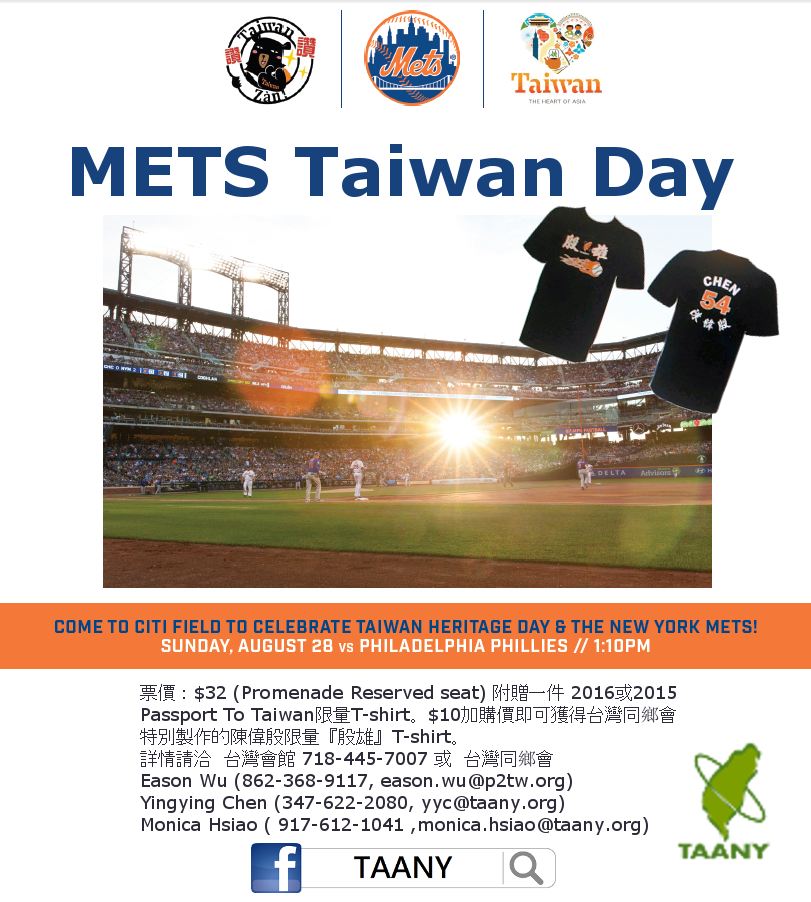 Taiwan
讚 讚
Taiwan
Zan!
Mets
Taiwan
THE HEART OF ASIA
METS Taiwan Day
殷 雄
CHEN
54
陳偉殷
COGHLAN
DELTA
COME TO CITI FIELD TO CELEBRATE TAIWAN HERITAGE DAY & THE NEW YORK METS!
SUNDAY, AUGUST 28 vs PHILADELPHIA PHILLIES // 1:10PM
票價：$32 (Promenade Reserved seat) 附贈一件 2016或2015
Passport To Taiwan限量T-shirt。$10加購價即可獲得台灣同鄉會
特別製作的陳偉殷限量『殷雄』T-shirt。
詳情請洽 台灣會館 718-445-7007 或 台灣同鄉會
Eason Wu (862-368-9117, eason.wu@p2tw.org)
Yingying Chen (347-622-2080, yyc@taany.org)
Monica Hsiao ( 917-612-1041 ,monica.hsiao@taany.org)
TAANY
f TAANY